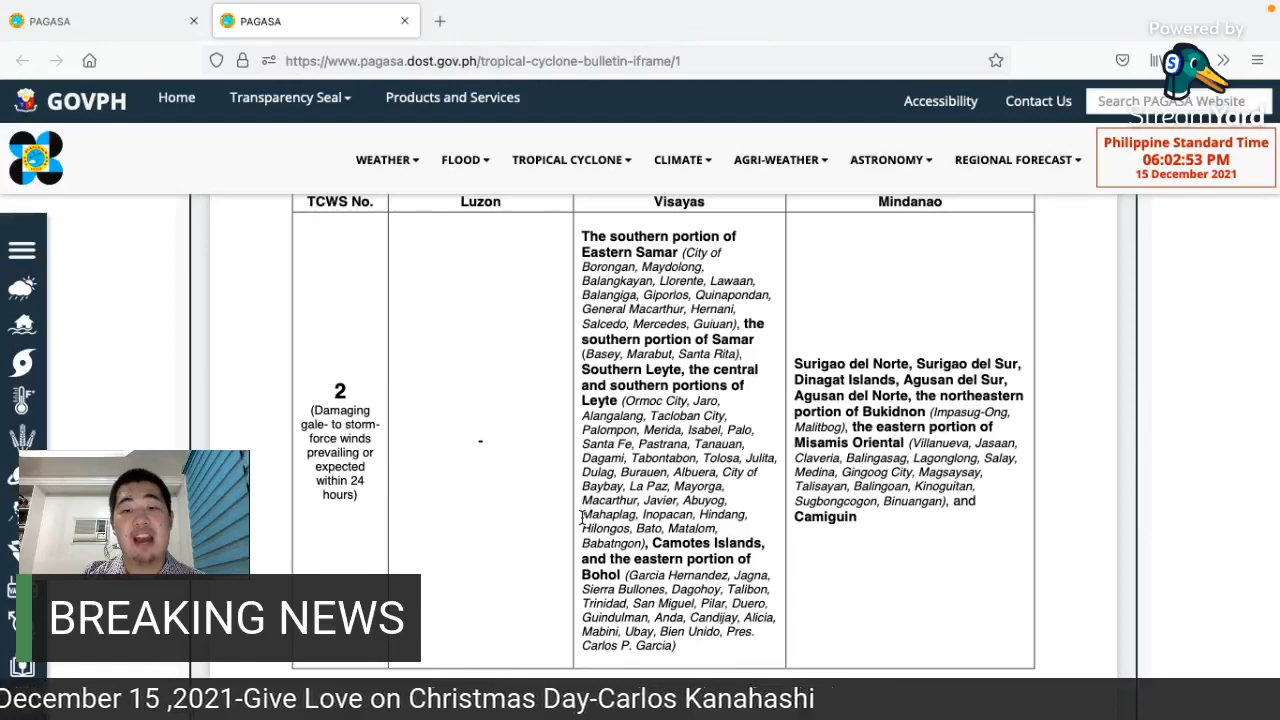 PAGASA
PAGASA
Powered by
https://www.pagasa.dost.gov.ph/tropical-cyclone-bulletin-iframe/1
GOVPH
Home
Transparency Seal
Products and Services
Accessibility
Contact Us
Search PAGASA Website
StreamYard
WEATHER
FLOOD
TROPICAL CYCLONE
CLIMATE
AGRI-WEATHER
ASTRONOMY
REGIONAL FORECAST
Philippine Standard Time
06:02:53 PM
15 December 2021
TCWS No.
Luzon
Visayas
Mindanao
2
(Damaging
gale- to storm-
force winds
prevailing or
expected
within 24
hours)
-
The southern portion of
Eastern Samar (City of
Borongan, Maydolong,
Balangkayan, Llorente, Lawaan,
Balangiga, Giporlos, Quinapondan,
General Macarthur, Hernani,
Salcedo, Mercedes, Guiuan), the
southern portion of Samar
(Basey, Marabut, Santa Rita),
Southern Leyte, the central
and southern portions of
Leyte (Ormoc City, Jaro,
Alangalang, Tacloban City,
Palompon, Merida, Isabel, Palo,
Santa Fe, Pastrana, Tanauan,
Dagami, Tabontabon, Tolosa, Julita,
Dulag, Burauen, Albuera, City of
Baybay, La Paz, Mayorga,
Macarthur, Javier, Abuyog,
Mahaplag, Inopacan, Hindang,
Hilongos, Bato, Matalom,
Babatngon), Camotes Islands,
and the eastern portion of
Bohol (Garcia Hernandez, Jagna,
Sierra Bullones, Dagohoy, Talibon,
Trinidad, San Miguel, Pilar, Duero,
Guindulman, Anda, Candijay, Alicia,
Mabini, Ubay, Bien Unido, Pres.
Carlos P. Garcia)
Surigao del Norte, Surigao del Sur,
Dinagat Islands, Agusan del Sur,
Agusan del Norte, the northeastern
portion of Bukidnon (Impasug-Ong,
Malitbog), the eastern portion of
Misamis Oriental (Villanueva, Jasaan,
Claveria, Balingasag, Lagonglong, Salay,
Medina, Gingoog City, Magsaysay,
Talisayan, Balingoan, Kinoguitan,
Sugbongcogon, Binuangan), and
Camiguin
BREAKING NEWS
December 15 ,2021-Give Love on Christmas Day-Carlos Kanahashi